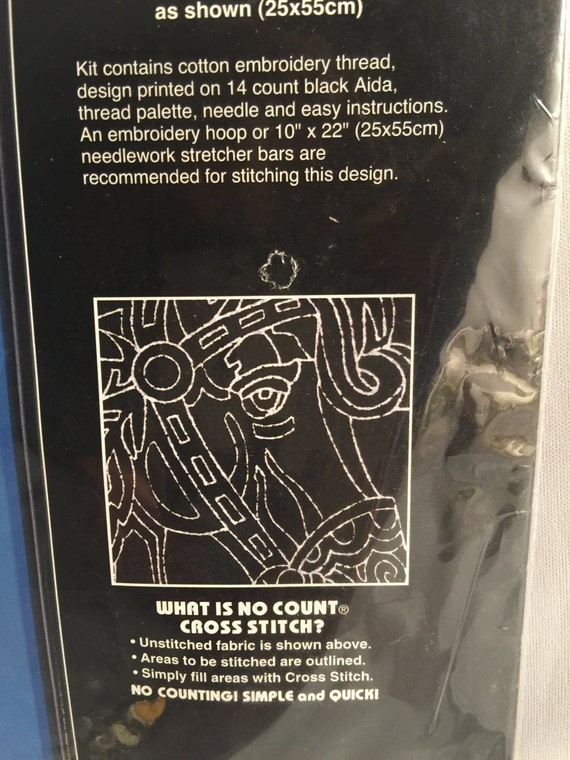 as shown (25x55cm)
Kit contains cotton embroidery thread,
design printed on 14 count black Aida,
thread palette, needle and easy instructions.
An embroidery hoop or 10" x 22" (25x55cm)
needlework stretcher bars are
recommended for stitching this design.
WHAT IS NO COUNT®
CROSS STITCH?
• Unstitched fabric is shown above.
• Areas to be stitched are outlined.
• Simply fill areas with Cross Stitch.
NO COUNTING! SIMPLE and QUICK!